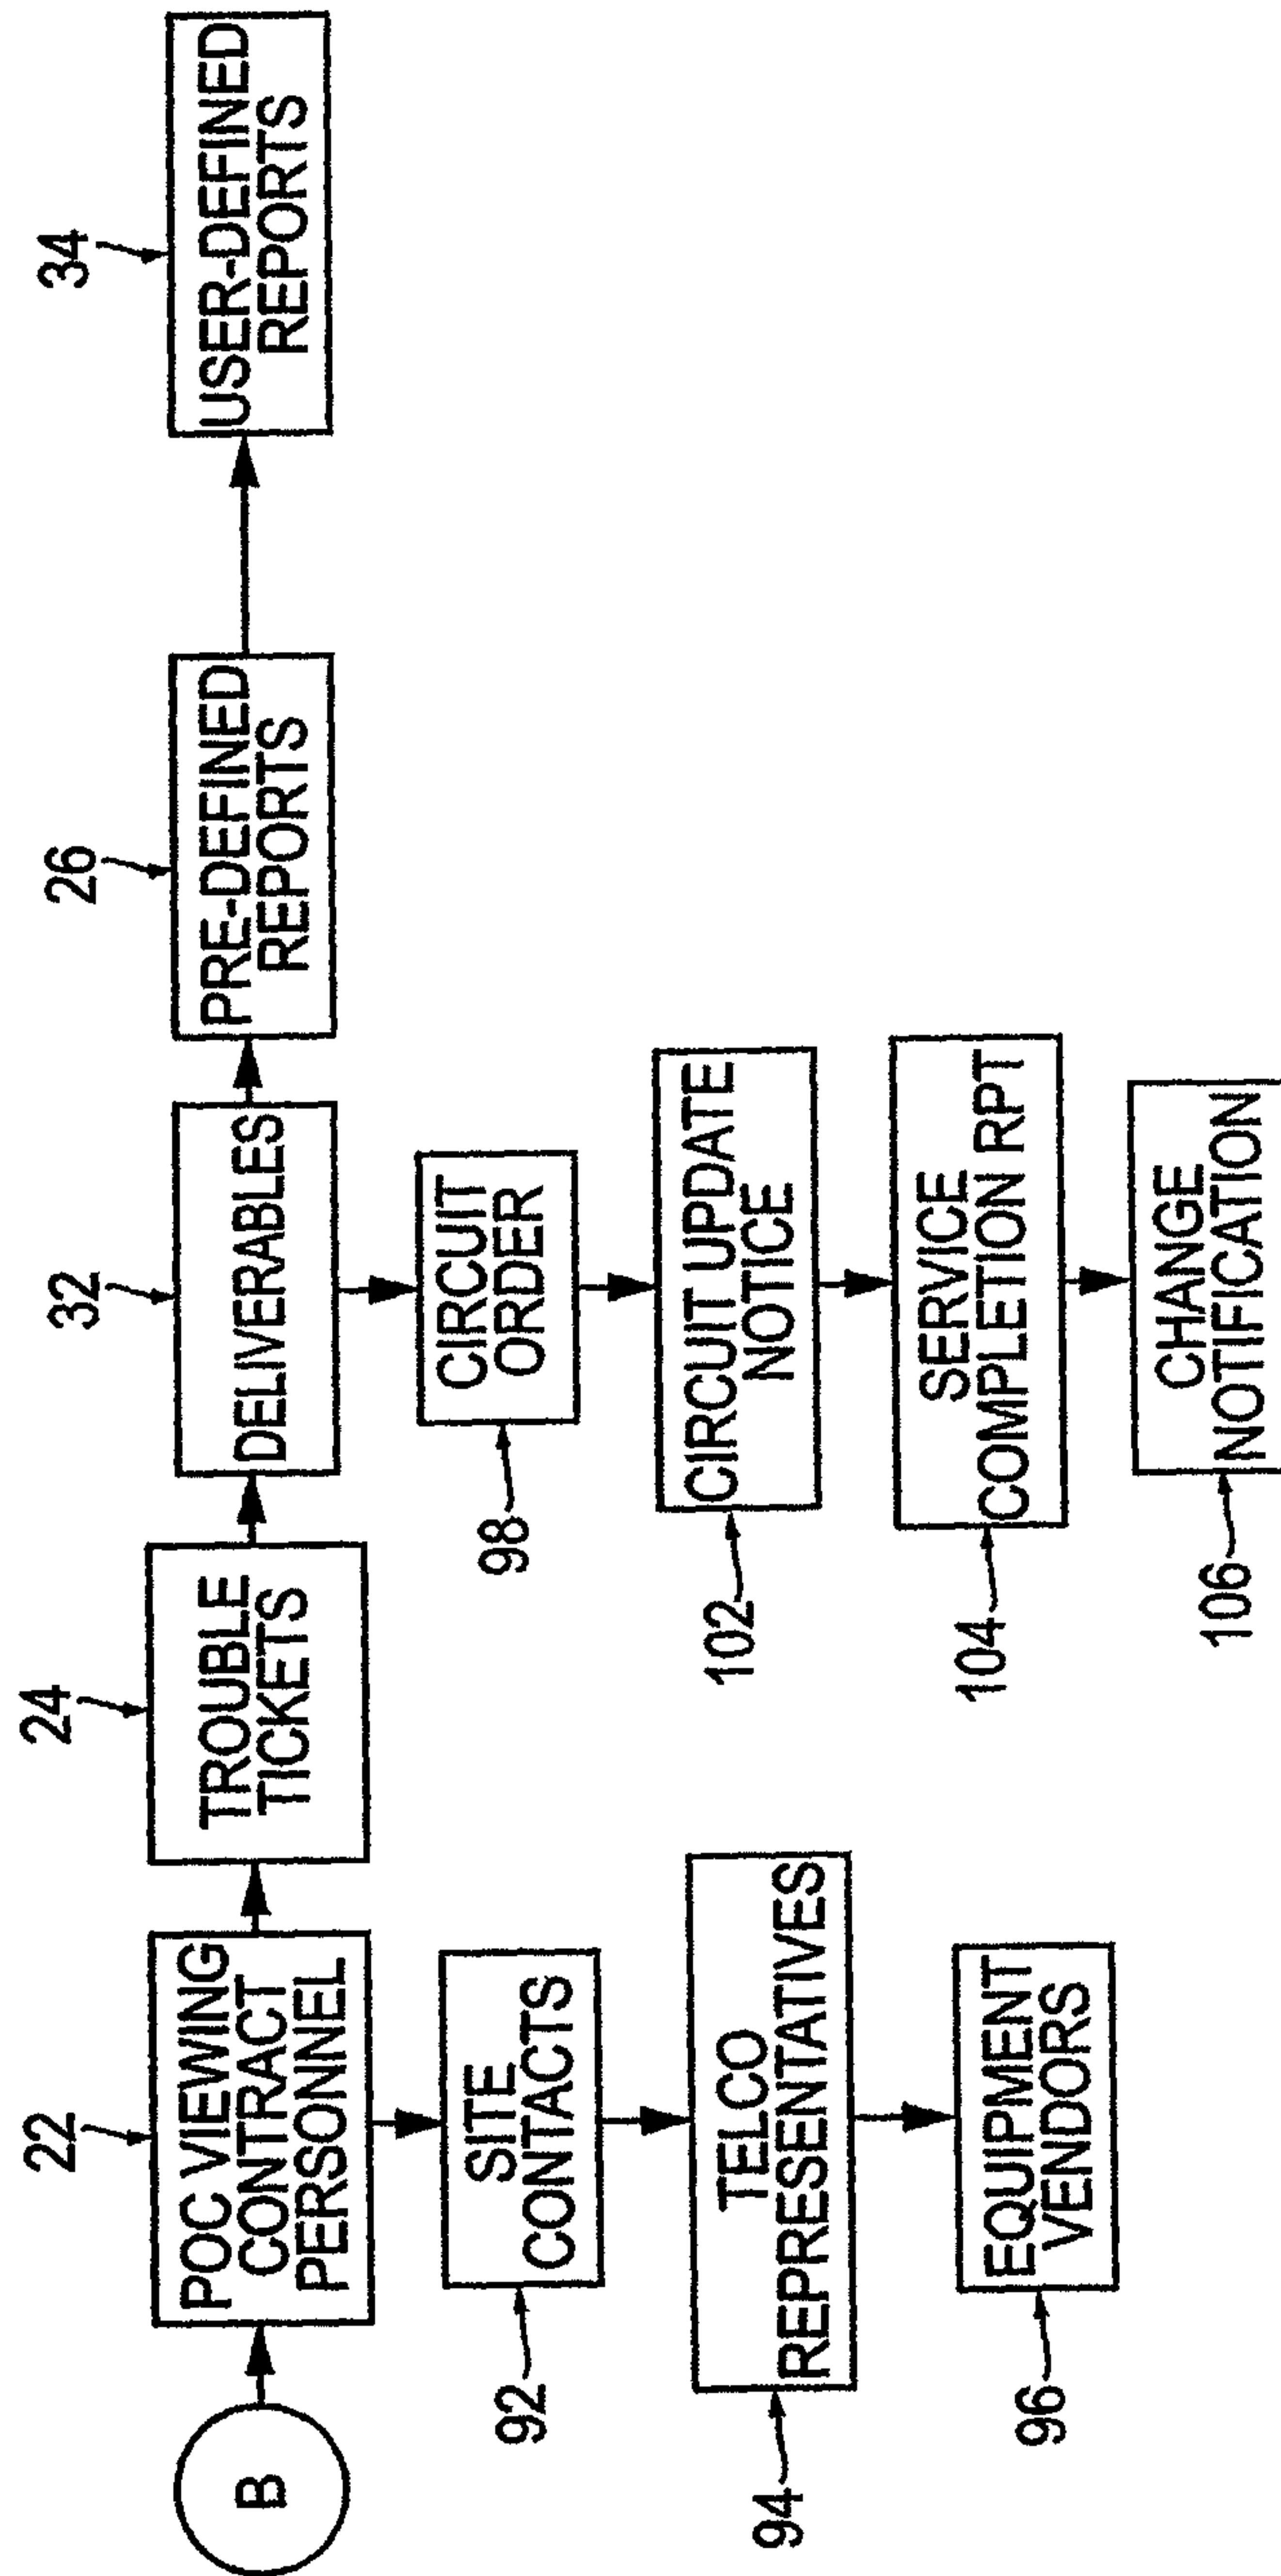 B
22
POC VIEWING
CONTRACT
PERSONNEL
24
TROUBLE
TICKETS
32
DELIVERABLES
26
PRE-DEFINED
REPORTS
34
USER-DEFINED
REPORTS
92
SITE
CONTACTS
94
TELCO
REPRESENTATIVES
96
EQUIPMENT
VENDORS
98
CIRCUIT
ORDER
102
CIRCUIT UPDATE
NOTICE
104
SERVICE
COMPLETION RPT
106
CHANGE
NOTIFICATION